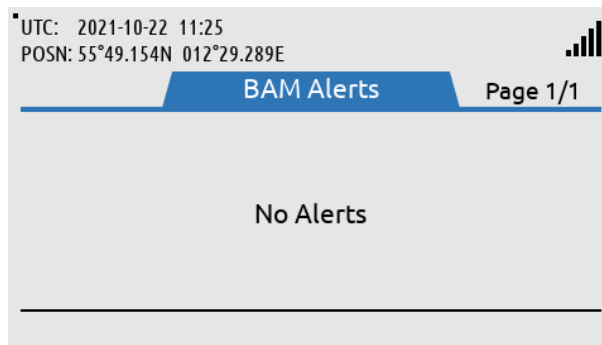 UTC: 2021-10-22 11:25
POSN: 55°49.154N 012°29.289E
BAM Alerts Page 1/1
No Alerts